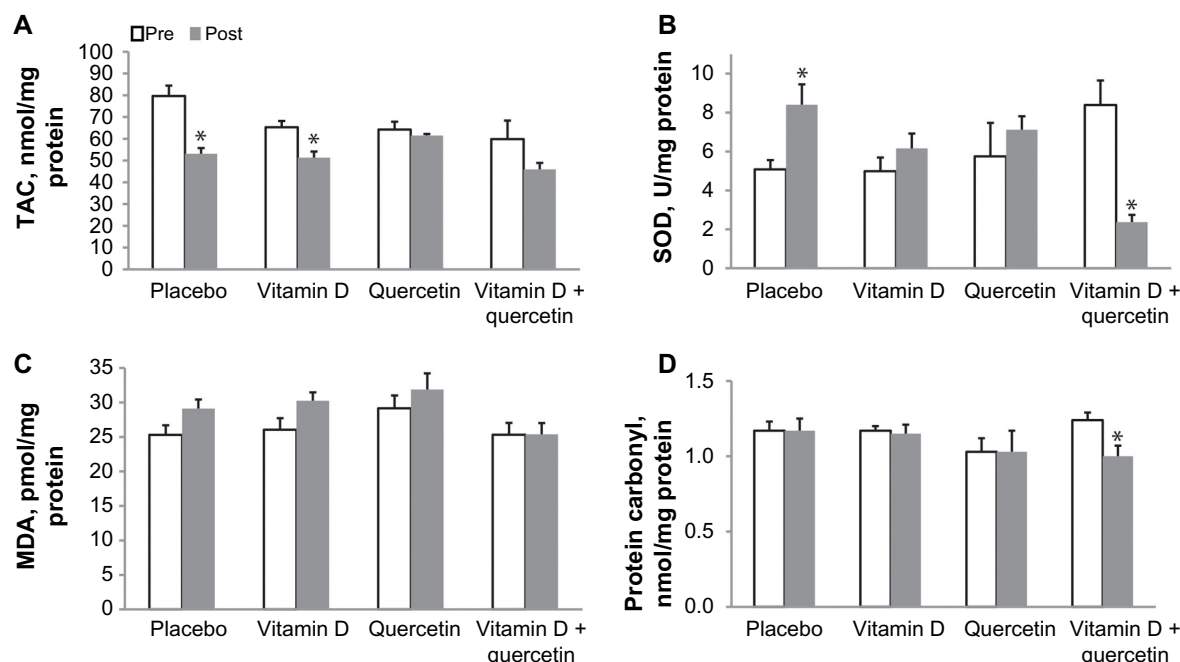 A
Pre Post
TAC, nmol/mg
protein
100
90
80
70
60
50
40
30
20
10
0
*
*
Placebo Vitamin D Quercetin Vitamin D +
quercetin
B
SOD, U/mg protein
10
8
6
4
2
0
*
*
Placebo Vitamin D Quercetin Vitamin D +
quercetin
C
MDA, pmol/mg
protein
35
30
25
20
15
10
5
0
Placebo Vitamin D Quercetin Vitamin D +
quercetin
D
Protein carbonyl,
nmol/mg protein
1.5
1.0
0.5
0.0
*
Placebo Vitamin D Quercetin Vitamin D +
quercetin